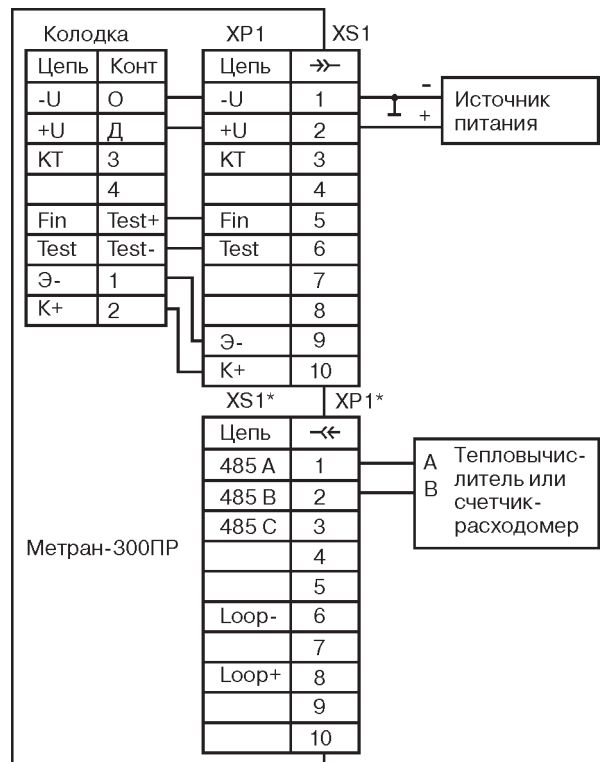 Колодка XP1 XS1
Цепь Конт Цепь
-U О -U 1 - Источник
+U Д +U 2 + питания
КТ 3 КТ 3
4 4
Fin Test+ Fin 5
Test Test- Test 6
Э- 1 7
К+ 2 8
Э- 9
К+ 10
XS1* XP1*
Цепь
485 A 1 A Тепловычис-
485 B 2 B литель или
485 C 3 счетчик-
расходомер
Метран-300ПР 4
5
Loop- 6
7
Loop+ 8
9
10